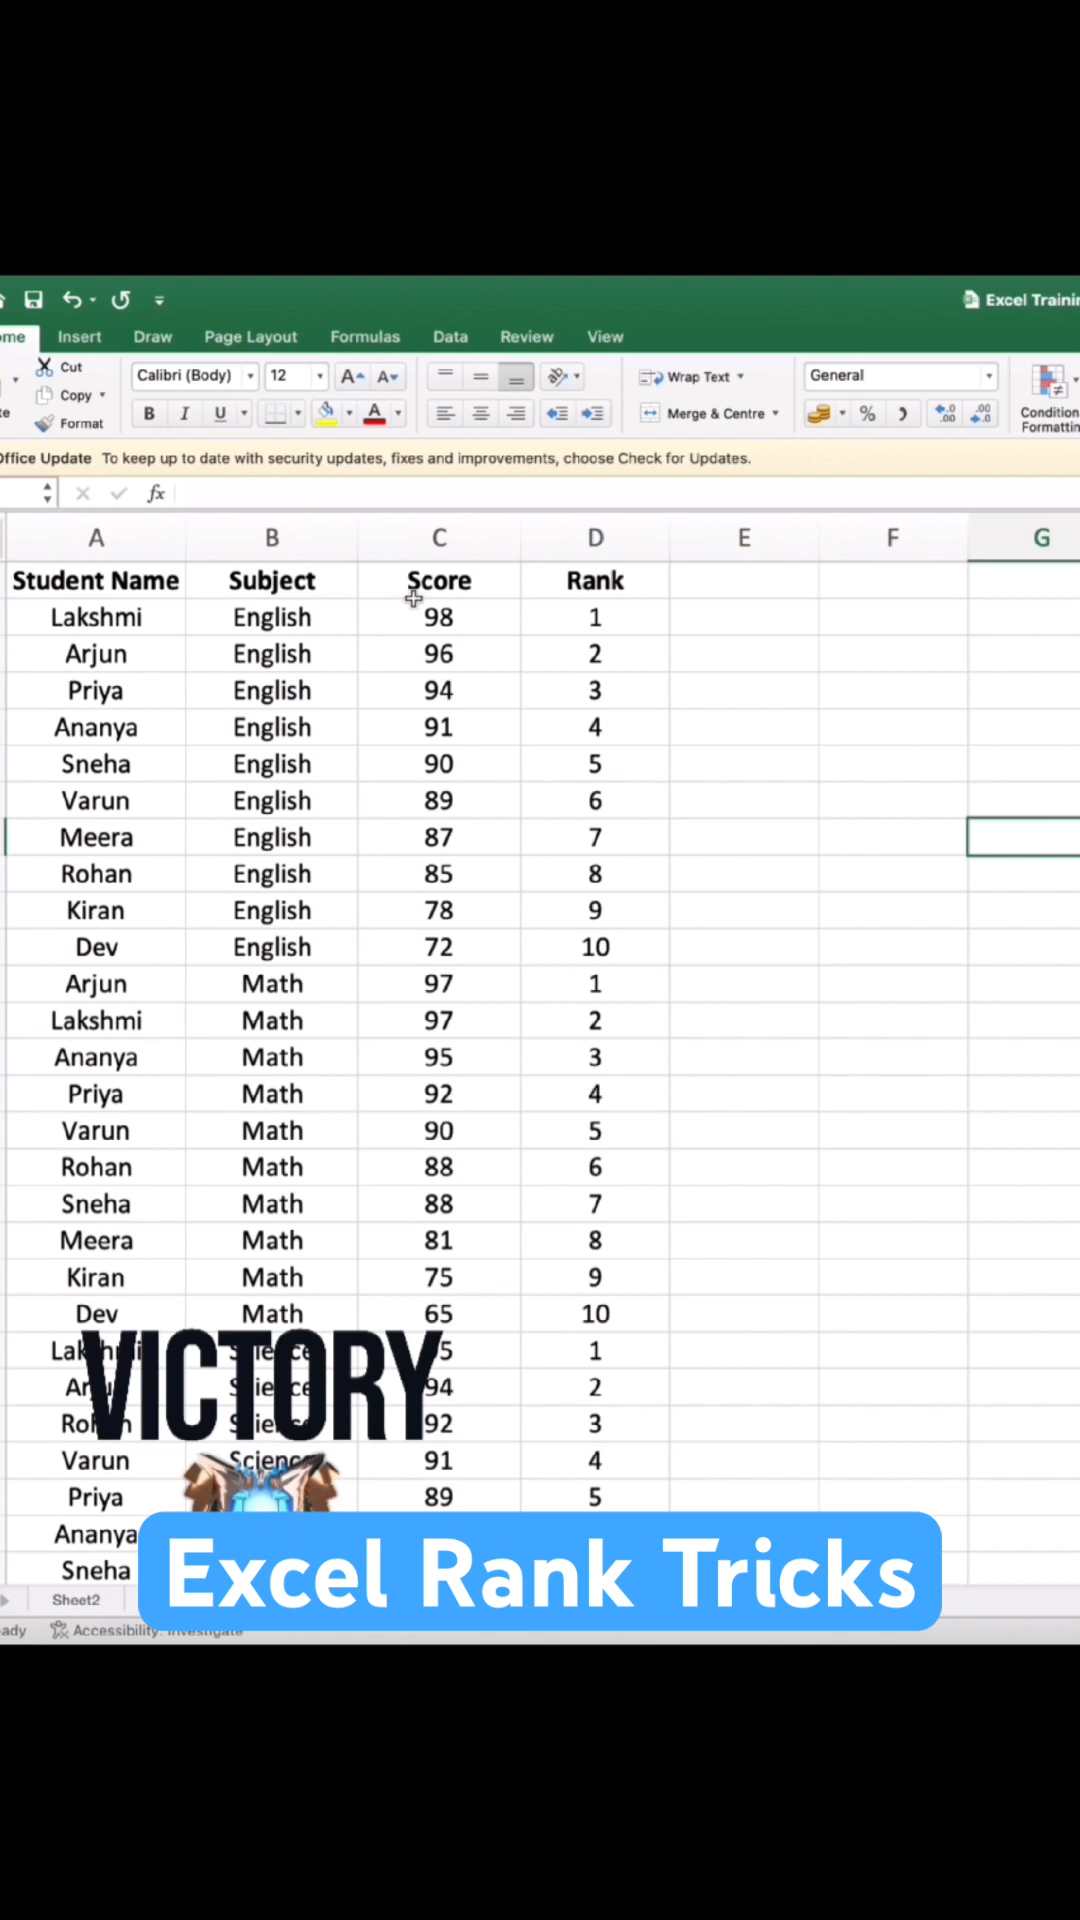 Excel Trainin
ome Insert Draw Page Layout Formulas Data Review View
Cut
Copy
Format
Calibri (Body) 12
B I U
Wrap Text
Merge & Centre
General
Condition
Formattin
Office Update To keep up to date with security updates, fixes and improvements, choose Check for Updates.
fx
A B C D E F G
Student Name Subject Score Rank
Lakshmi English 98 1
Arjun English 96 2
Priya English 94 3
Ananya English 91 4
Sneha English 90 5
Varun English 89 6
Meera English 87 7
Rohan English 85 8
Kiran English 78 9
Dev English 72 10
Arjun Math 97 1
Lakshmi Math 97 2
Ananya Math 95 3
Priya Math 92 4
Varun Math 90 5
Rohan Math 88 6
Sneha Math 88 7
Meera Math 81 8
Kiran Math 75 9
Dev Math 65 10
1
94 2
92 3
Varun Science 91 4
Priya 89 5
Ananya
Sneha
VICTORY
Excel Rank Tricks
Sheet2
ady Accessibility: Investigate